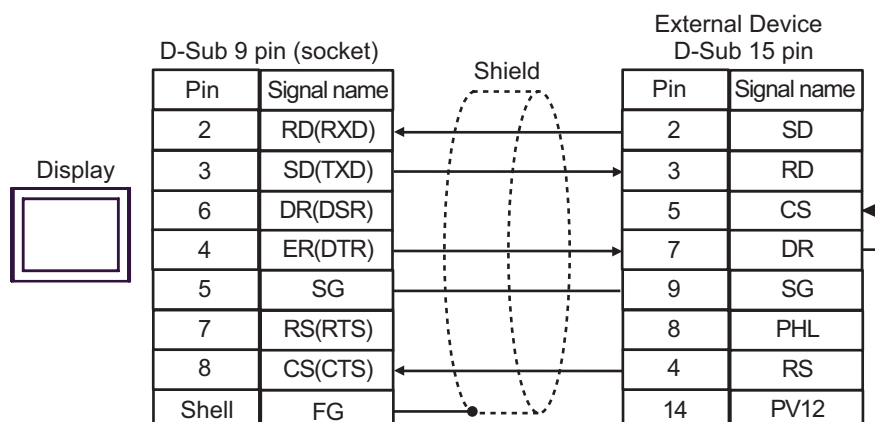 External Device
D-Sub 9 pin (socket)
D-Sub 15 pin
Shield
Pin Signal name Pin Signal name
2 RD(RXD) 2 SD
Display
3 SD(TXD) 3 RD
6 DR(DSR) 5 CS
4 ER(DTR) 7 DR
5 SG 9 SG
7 RS(RTS) 8 PHL
8 CS(CTS) 4 RS
Shell FG 14 PV12